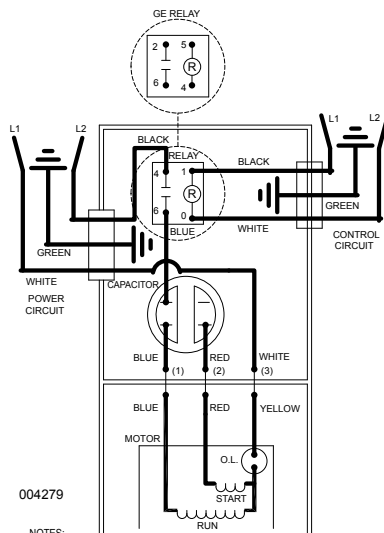 GE RELAY
2 5
R
6 4
L1 L2
L1 L2
BLACK
RELAY
BLACK
4 1
R
6 0
GREEN
WHITE
BLUE
CONTROL
CIRCUIT
GREEN
WHITE
CAPACITOR
POWER
CIRCUIT
BLUE RED WHITE
(1) (2) (3)
BLUE RED YELLOW
MOTOR
O.L.
START
RUN
004279
NOTES: